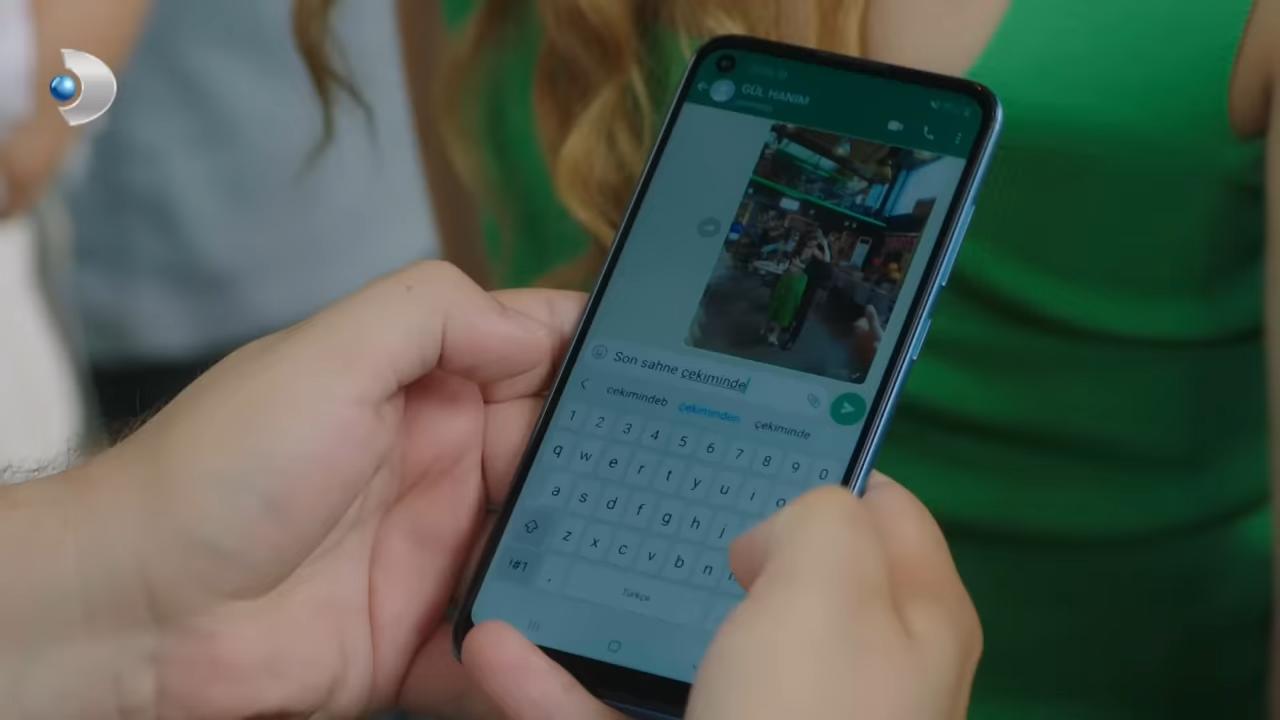 GÜL HANIM
Son sahne çekiminde
çekimindeb çekiminden çekiminde
1 2 3 4 5 6 7 8 9 0
q w e r t y u ı o
a s d f g h j
z x c v b n
!#1 , Türkçe